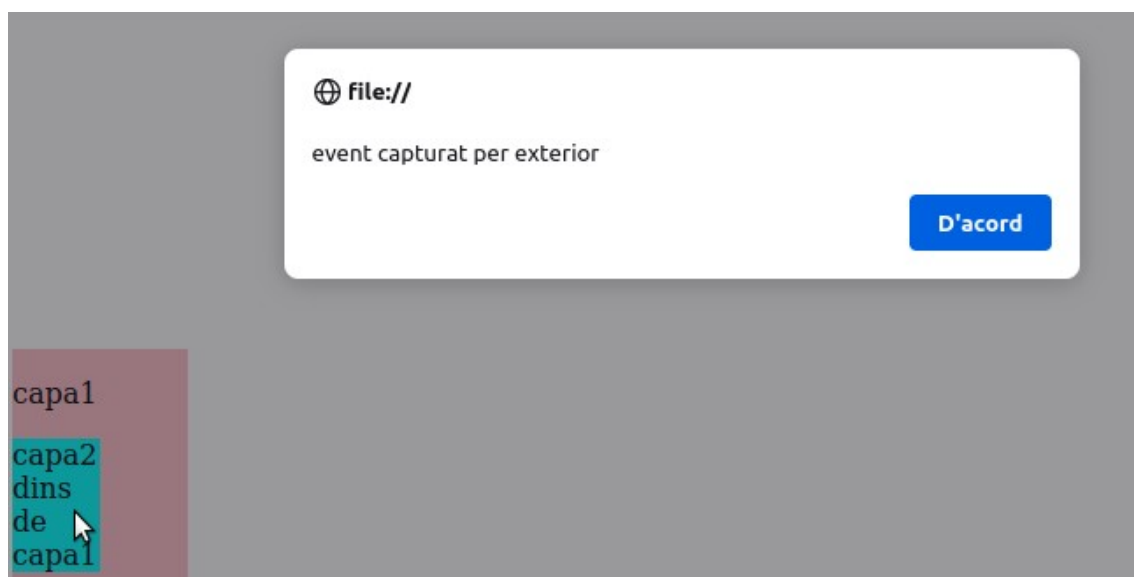 file://
event capturat per exterior
D'acord
capa1
capa2
dins
de
capa1